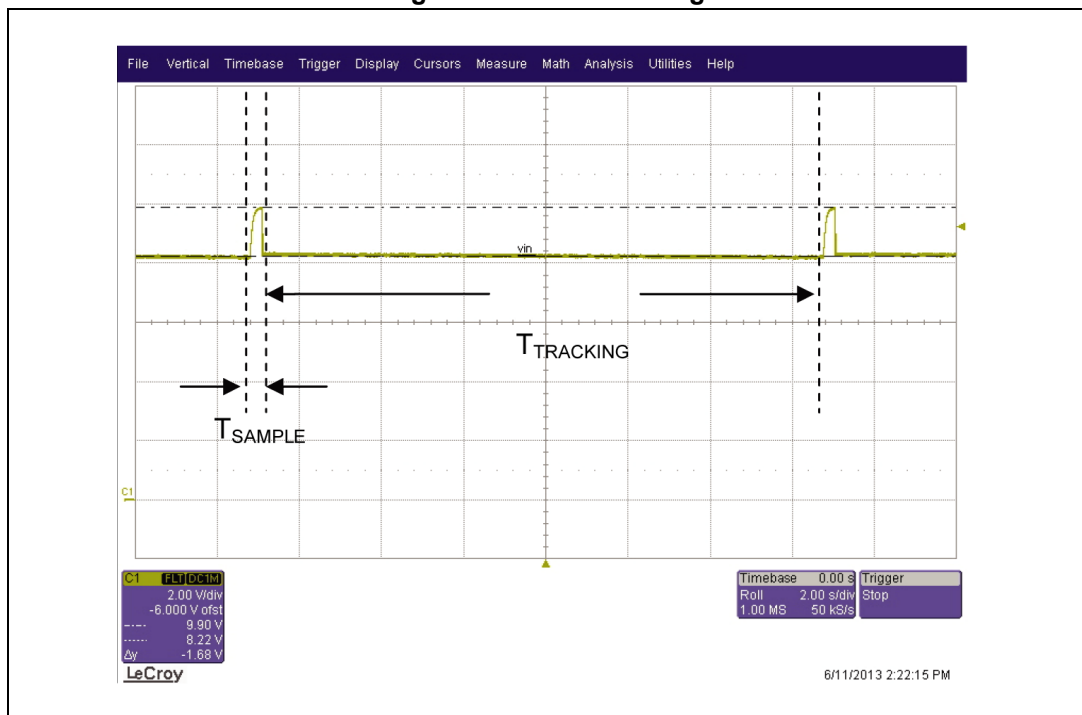 File Vertical Timebase Trigger Display Cursors Measure Math Analysis Utilities Help
vin
T TRACKING
T SAMPLE
C1
C1 FLT DC1M
2.00 V/div
-6.000 V ofst
9.90 V
8.22 V
Δy -1.68 V
LeCroy
Timebase 0.00 s
Roll 2.00 s/div
1.00 MS 50 kS/s
Trigger
Stop
6/11/2013 2:22:15 PM